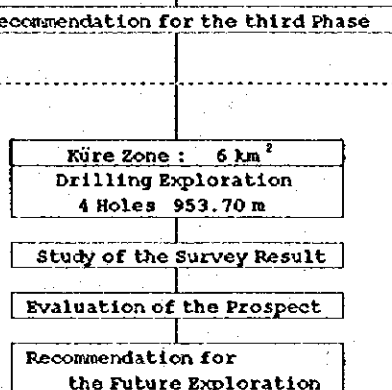 ecommendation for the third Phase
Küre Zone : 6 km²
Drilling Exploration
4 Holes 953.70 m
Study of the Survey Result
Evaluation of the Prospect
Recommendation for
the Future Exploration